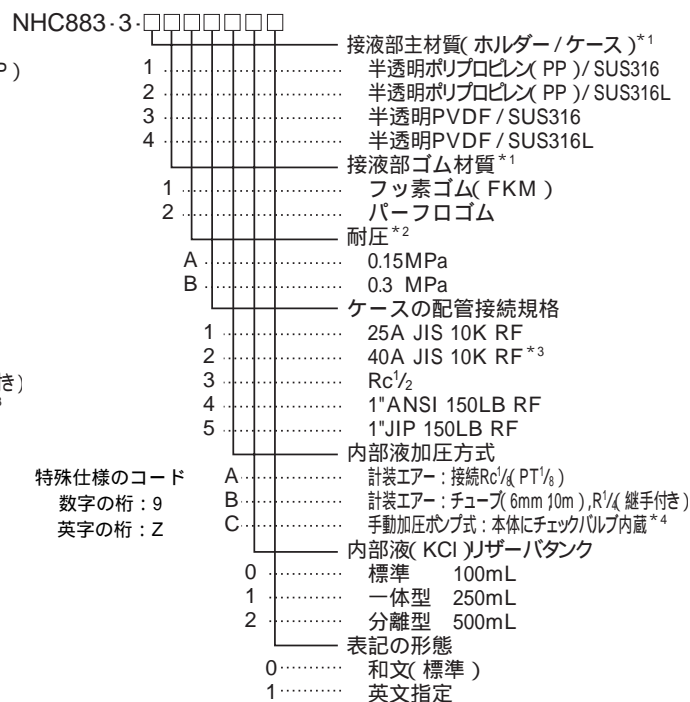 NHC883-3-□□□□□□□
接液部主材質(ホルダー/ケース)*1
P)
1 ………… 半透明ポリプロピレン(PP)/SUS316
2 ………… 半透明ポリプロピレン(PP)/SUS316L
3 ………… 半透明PVDF/SUS316
4 ………… 半透明PVDF/SUS316L
接液部ゴム材質*1
1 ………… フッ素ゴム(FKM)
2 ………… パーフロゴム
耐圧*2
A ………… 0.15MPa
B ………… 0.3 MPa
ケースの配管接続規格
1 ………… 25A JIS 10K RF
2 ………… 40A JIS 10K RF*3
3 ………… Rc1/2
4 ………… 1"ANSI 150LB RF
5 ………… 1"JIP 150LB RF
き)
内部液加圧方式
特殊仕様のコード
数字の桁:9
英字の桁:Z
A ………… 計装エアー:接続Rc1/8(PT1/8)
B ………… 計装エアー:チューブ(6mm 10m),R1/4(継手付き)
C ………… 手動加圧ポンプ式:本体にチェックバルブ内蔵*4
内部液(KCl)リザーバタンク
0 ………… 標準 100mL
1 ………… 一体型 250mL
2 ………… 分離型 500mL
表記の形態
0 ………… 和文(標準)
1 ………… 英文指定